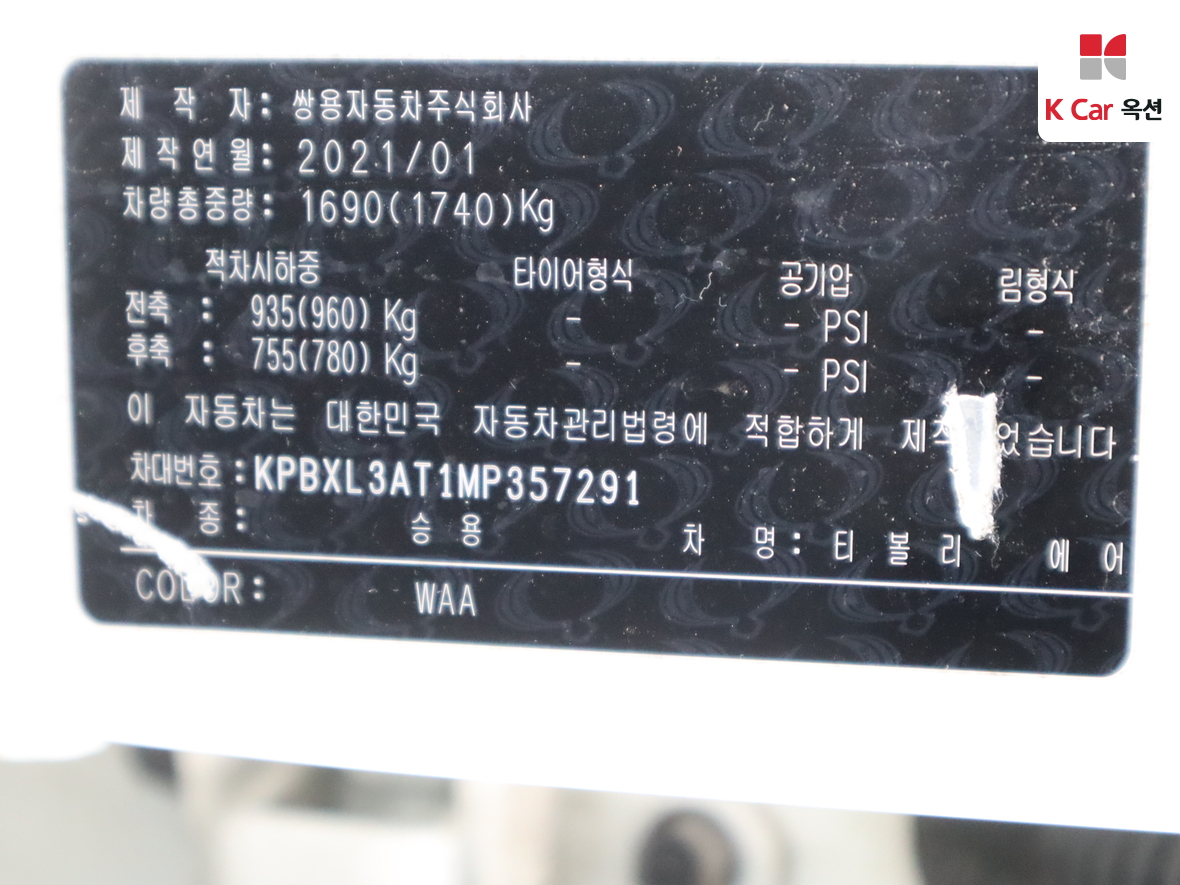 K Car 옥션
제 작 자 : 쌍용자동차주식회사
제작연월 : 2021/01
차량총중량 : 1690(1740)Kg
적차시하중 타이어형식 공기압 림형식
전축 : 935(960) Kg - - PSI -
후축 : 755(780) Kg - - PSI -
이 자동차는 대한민국 자동차관리법령에 적합하게 습니다
차대번호 : KPBXL3AT1MP357291
차 종 : 승 용 차 명 : 티 볼 리 에 어
COLOR : WAA